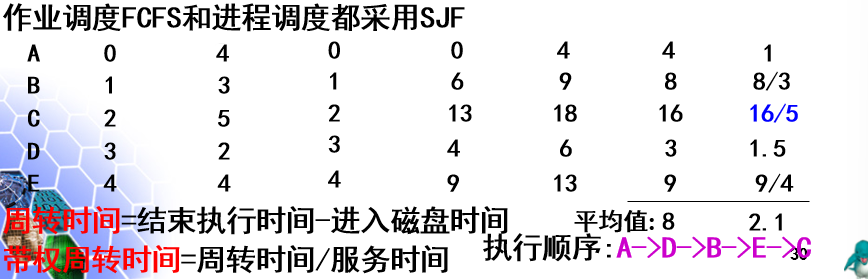 作业调度FCFS和进程调度都采用SJF
A 0 4 0 0 4 4 1
B 1 3 1 6 9 8 8/3
C 2 5 2 13 18 16 16/5
D 3 2 3 4 6 3 1.5
E 4 4 4 9 13 9 9/4
周转时间=结束执行时间-进入磁盘时间 平均值: 8 2.1
带权周转时间=周转时间/服务时间 执行顺序:A->D->B->E->C